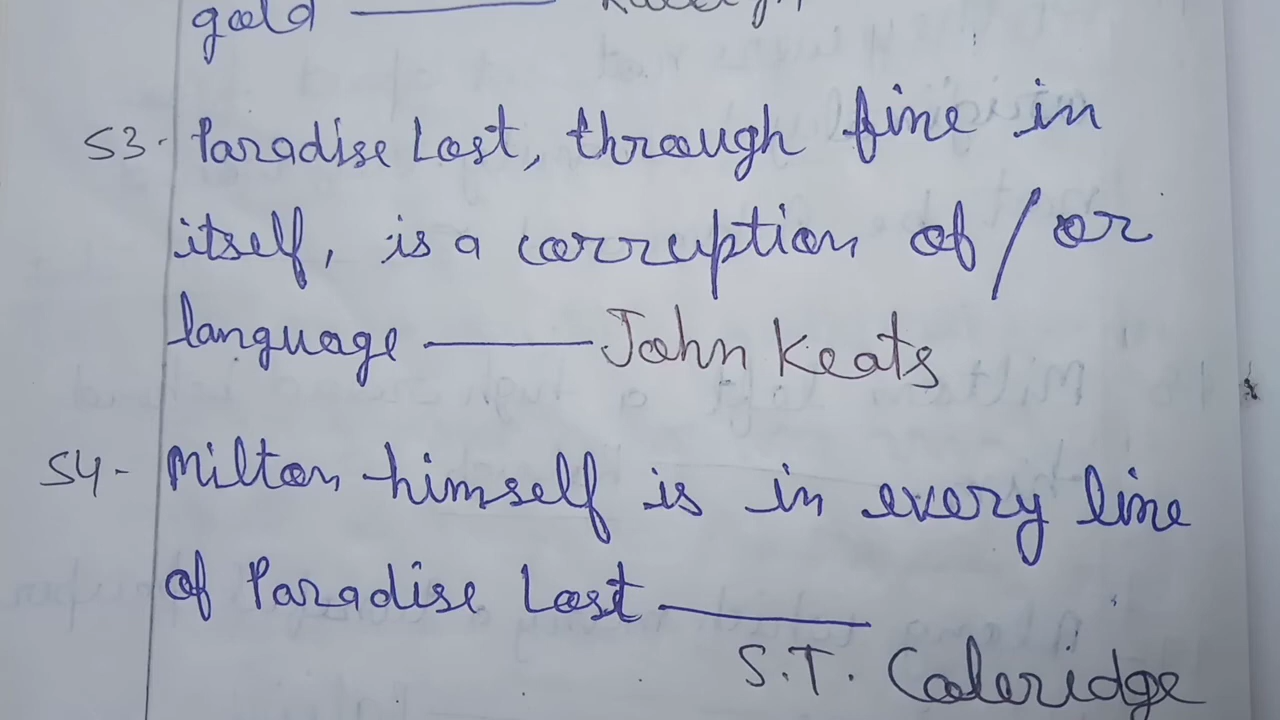 gold ———
53- Paradise Lost, through fine in
itself, is a corruption of / or
language ——— John Keats
54- Milton himself is in every line
of Paradise Lost ———
S.T. Coleridge